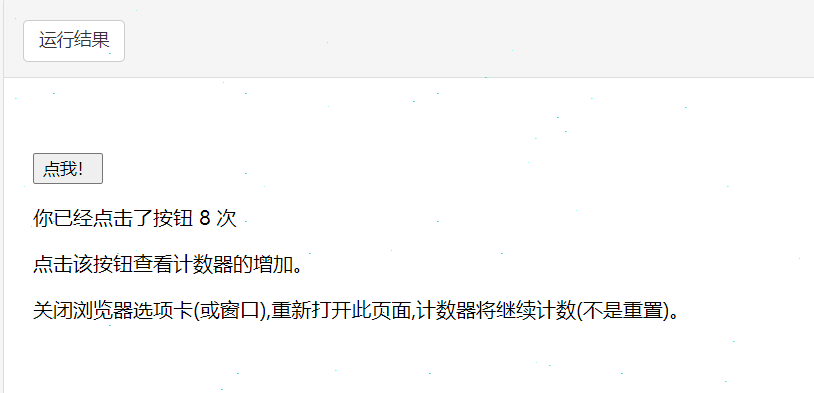 运行结果
点我!
你已经点击了按钮 8 次
点击该按钮查看计数器的增加。
关闭浏览器选项卡(或窗口),重新打开此页面,计数器将继续计数(不是重置)。